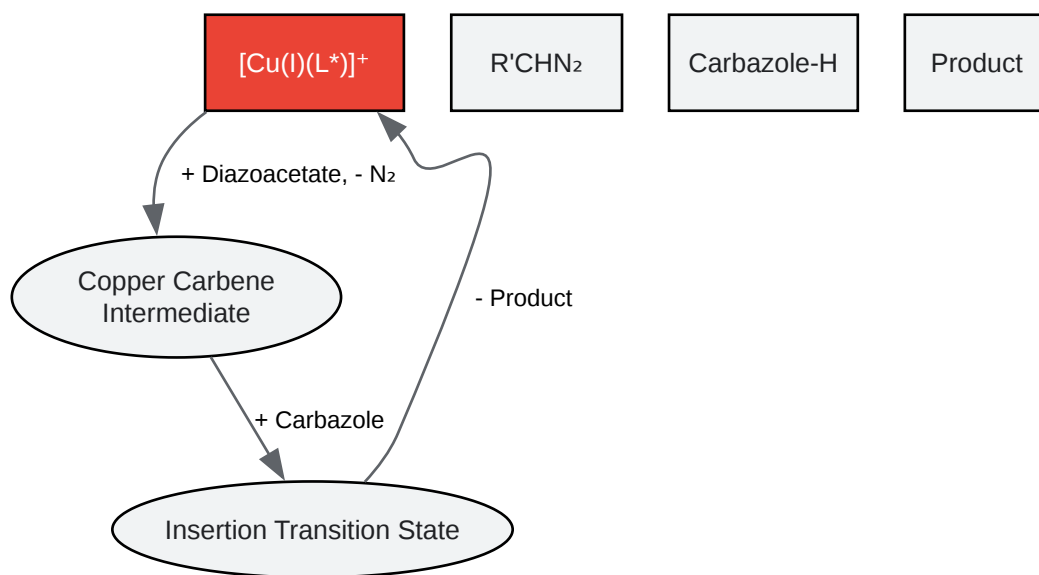 [Cu(I)(L*)]⁺
R'CHN₂
Carbazole-H
Product
+ Diazoacetate, - N₂
Copper Carbene
Intermediate
- Product
+ Carbazole
Insertion Transition State